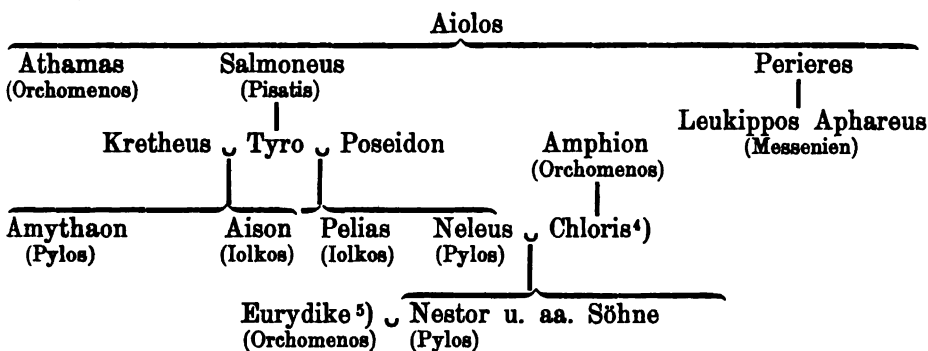 Aiolos
Athamas Salmoneus Perieres
(Orchomenos) (Pisatis)
Leukippos Aphareus
Kretheus ⏑ Tyro ⏑ Poseidon Amphion (Messenien)
(Orchomenos)
Amythaon Aison Pelias Neleus ⏑ Chloris⁴)
(Pylos) (Iolkos) (Iolkos) (Pylos)
Eurydike⁵) ⏑ Nestor u. aa. Söhne
(Orchomenos) (Pylos)